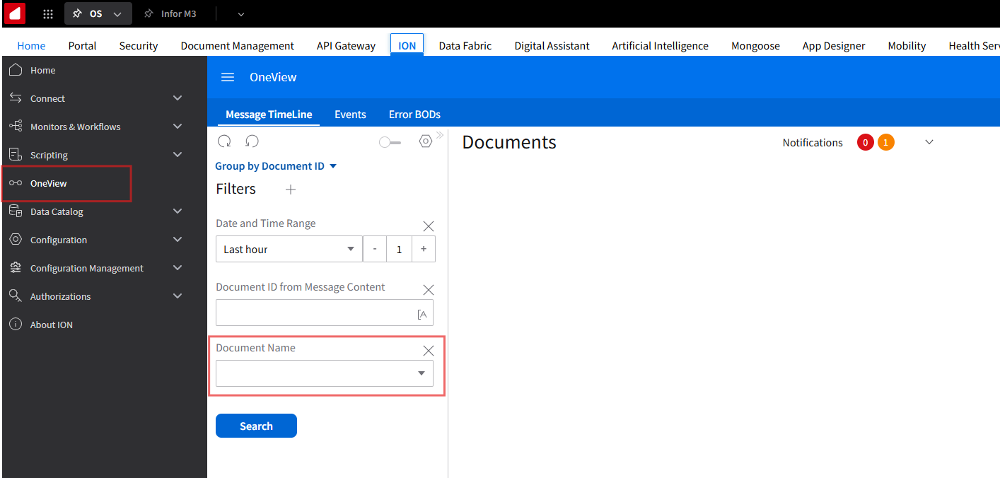 OS Infor M3
Home Portal Security Document Management API Gateway ION Data Fabric Digital Assistant Artificial Intelligence Mongoose App Designer Mobility Health Serv
Home
Connect
Monitors & Workflows
Scripting
OneView
Data Catalog
Configuration
Configuration Management
Authorizations
About ION
OneView
Message TimeLine Events Error BODs
Group by Document ID
Filters
Date and Time Range
Last hour - 1 +
Document ID from Message Content
[A
Document Name
Search
Documents
Notifications 0 1